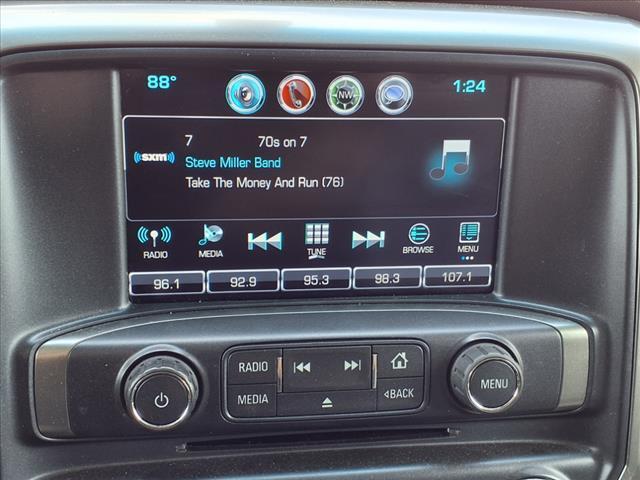 88°
NW
1:24
7 70s on 7
((sxm))
Steve Miller Band
Take The Money And Run (76)
RADIO MEDIA TUNE BROWSE MENU
96.1 92.9 95.3 98.3 107.1
RADIO
MEDIA
BACK
MENU